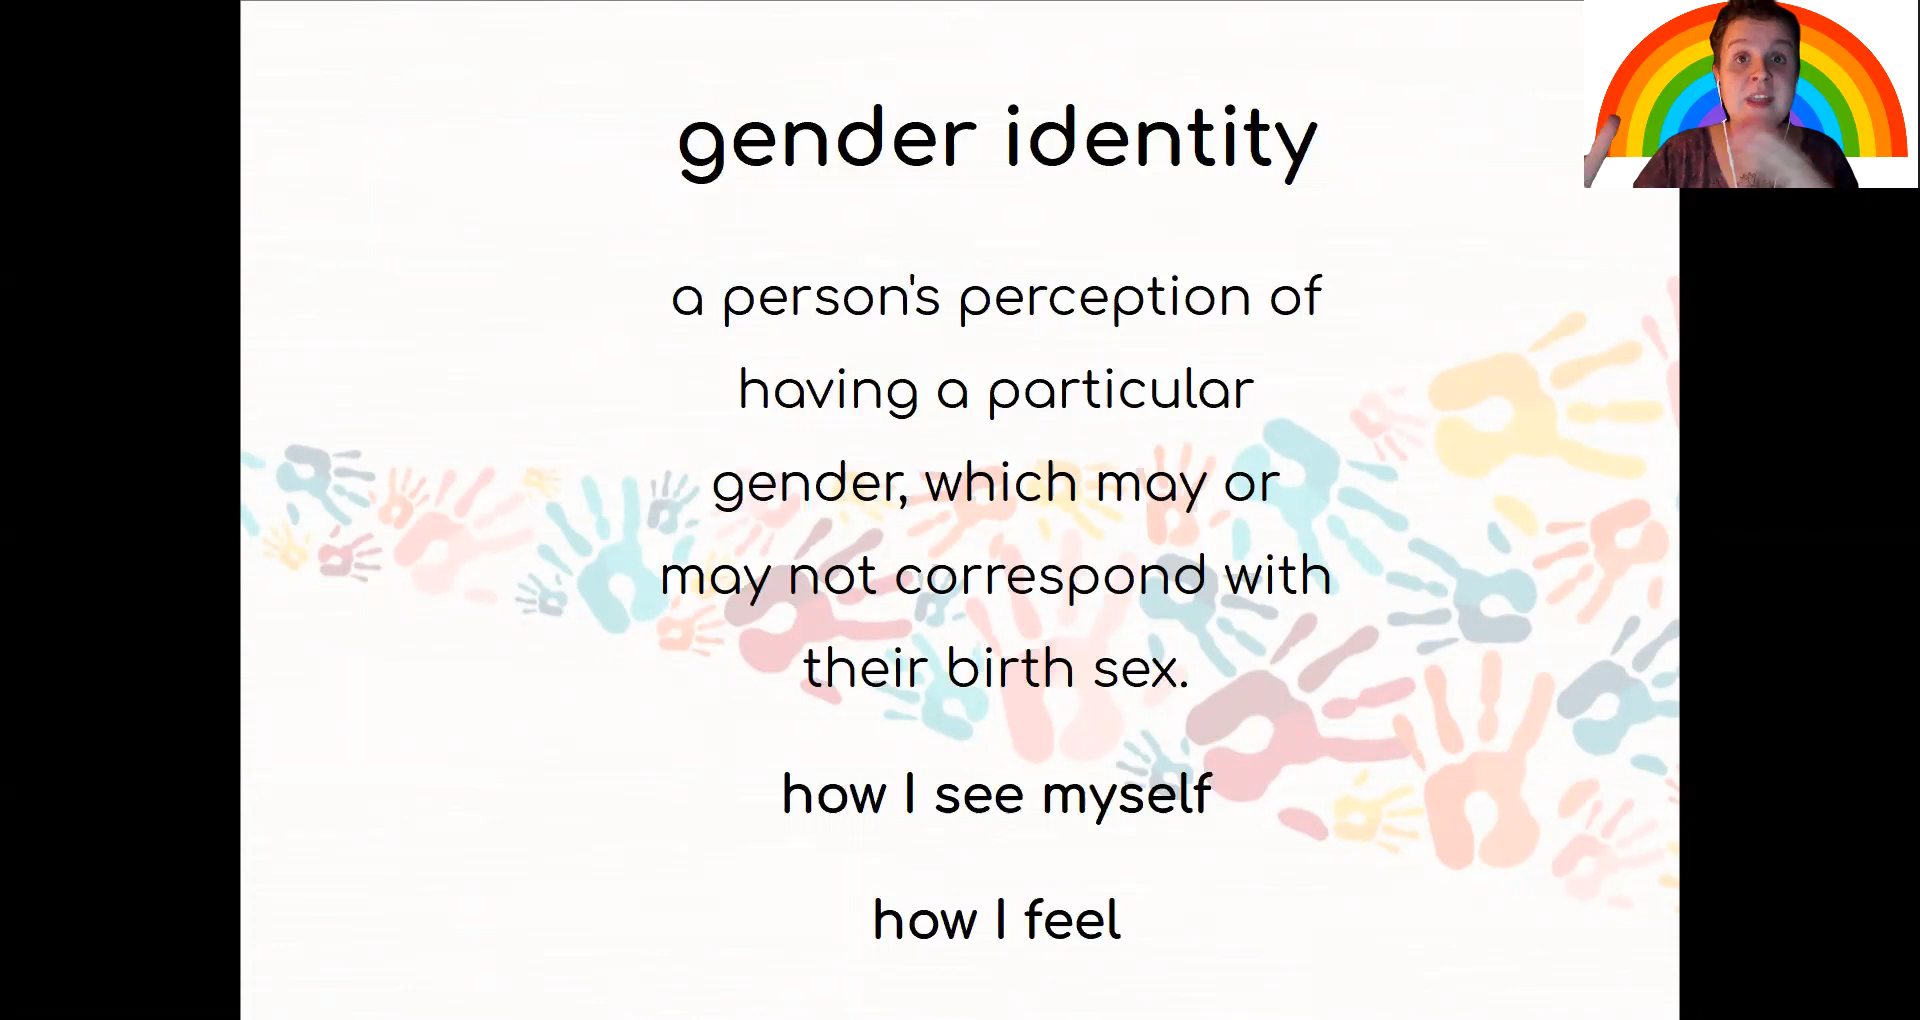 gender identity
a person's perception of
having a particular
gender, which may or
may not correspond with
their birth sex.
how I see myself
how I feel